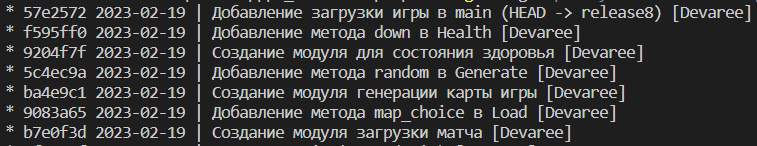 * 57e2572 2023-02-19 | Добавление загрузки игры в main (HEAD -> release8) [Devaree]
* f595ff0 2023-02-19 | Добавление метода down в Health [Devaree]
* 9204f7f 2023-02-19 | Создание модуля для состояния здоровья [Devaree]
* 5c4ec9a 2023-02-19 | Добавление метода random в Generate [Devaree]
* ba4e9c1 2023-02-19 | Создание модуля генерации карты игры [Devaree]
* 9083a65 2023-02-19 | Добавление метода map_choice в Load [Devaree]
* b7e0f3d 2023-02-19 | Создание модуля загрузки матча [Devaree]